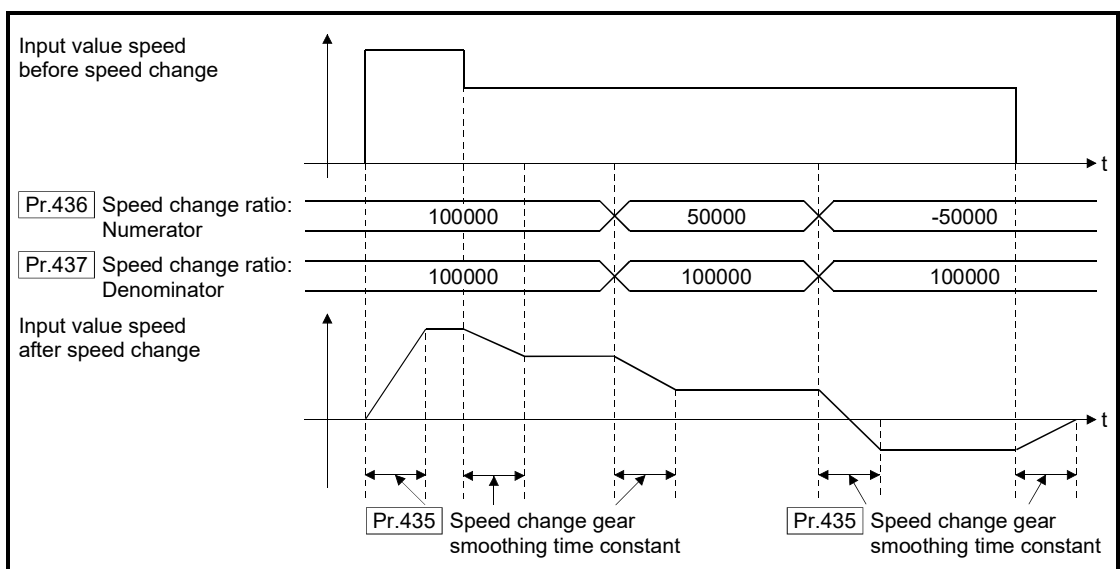 Input value speed
before speed change
t
Pr.436 Speed change ratio:
Numerator
100000 50000 -50000
Pr.437 Speed change ratio:
Denominator
100000 100000 100000
Input value speed
after speed change
t
Pr.435 Speed change gear
smoothing time constant
Pr.435 Speed change gear
smoothing time constant